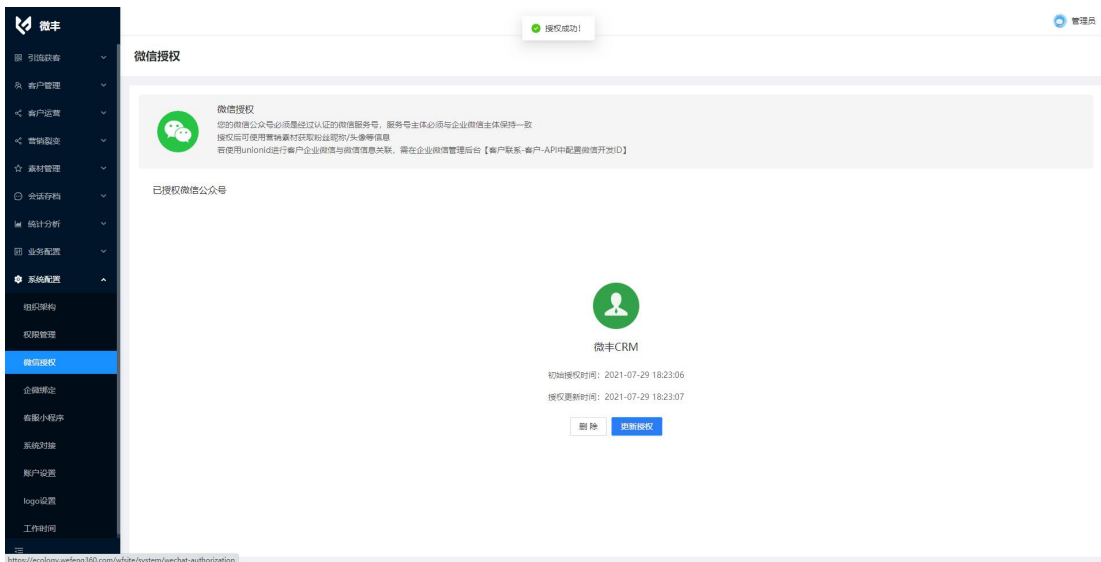 微丰
授权成功!
管理员
引流获客
客户管理
客户运营
营销裂变
素材管理
会话存档
统计分析
业务配置
系统配置
组织架构
权限管理
微信授权
企微绑定
客服小程序
系统对接
账户设置
logo设置
工作时间
微信授权
微信授权
您的微信公众号必须是经过认证的微信服务号，服务号主体必须与企业微信主体保持一致
授权后可使用营销素材获取粉丝昵称/头像等信息
若使用unionid进行客户企业微信与微信信息关联，需在企业微信管理后台【客户联系-客户-API中配置微信开发ID】
已授权微信公众号
微丰CRM
初始授权时间：2021-07-29 18:23:06
授权更新时间：2021-07-29 18:23:07
删 除 更新授权
https://ecology.wefeng360.com/wfsite/system/wechat-authorization